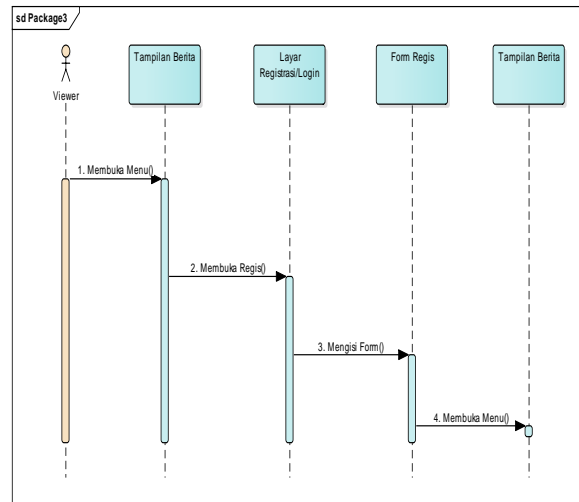 sd Package3
Viewer
Tampilan Berita
Layar
Registrasi/Login
Form Regis
Tampilan Berita
1. Membuka Menu()
2. Membuka Regis()
3. Mengisi Form()
4. Membuka Menu()